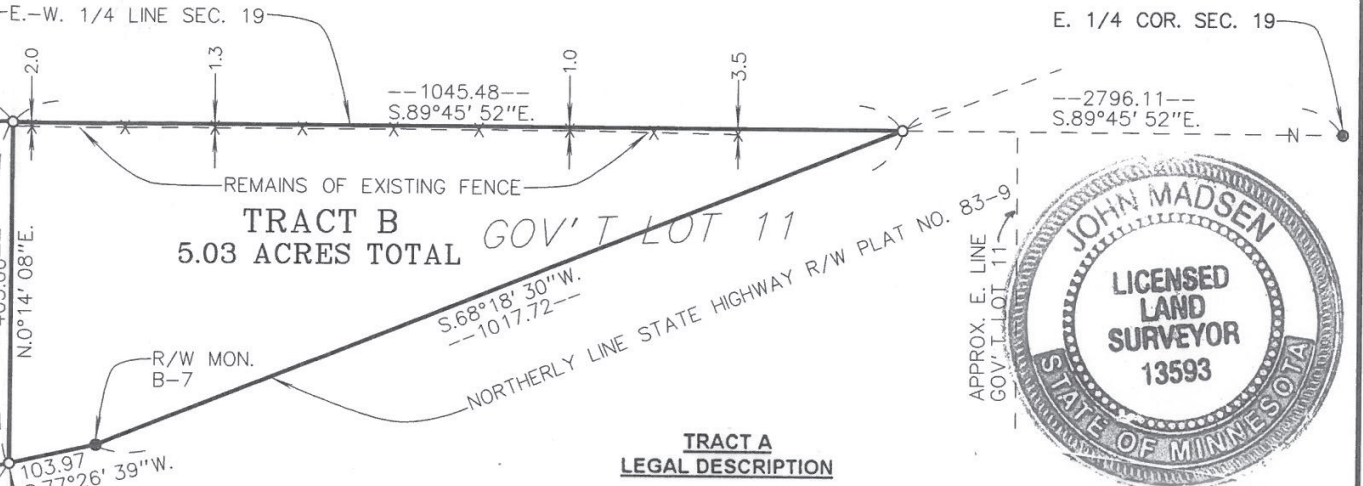 E.-W. 1/4 LINE SEC. 19
E. 1/4 COR. SEC. 19
2.0
1.3
1.0
3.5
--1045.48--
S.89°45' 52"E.
--2796.11--
S.89°45' 52"E.
N
REMAINS OF EXISTING FENCE
TRACT B
5.03 ACRES TOTAL
GOV'T LOT 11
N.0°14' 08"E.
S.68°18' 30"W.
--1017.72--
NORTHERLY LINE STATE HIGHWAY R/W PLAT NO. 83-9
APPROX. E. LINE
GOV'T LOT 11
R/W MON.
B-7
103.97
77°26' 39"W.
JOHN MADSEN
LICENSED
LAND
SURVEYOR
13593
STATE OF MINNESOTA
TRACT A
LEGAL DESCRIPTION